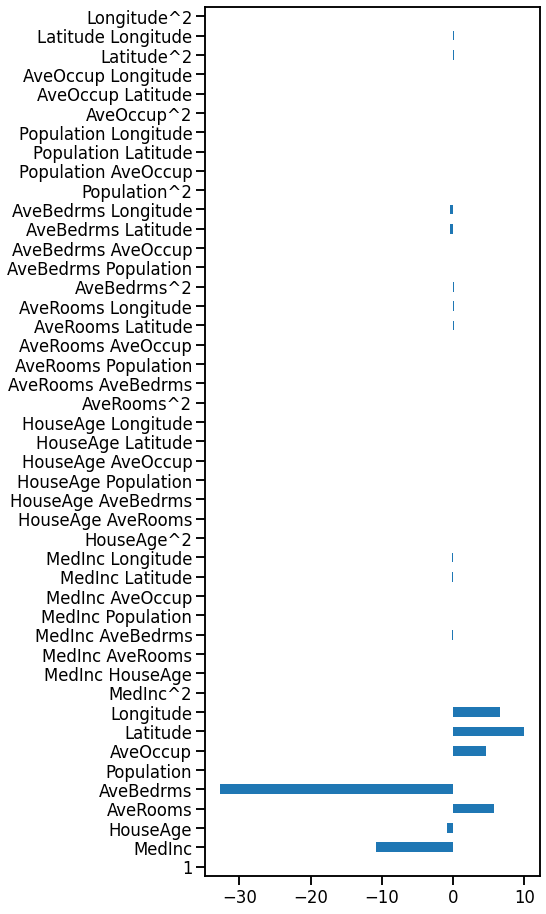 Longitude^2
Latitude Longitude
Latitude^2
AveOccup Longitude
AveOccup Latitude
AveOccup^2
Population Longitude
Population Latitude
Population AveOccup
Population^2
AveBedrms Longitude
AveBedrms Latitude
AveBedrms AveOccup
AveBedrms Population
AveBedrms^2
AveRooms Longitude
AveRooms Latitude
AveRooms AveOccup
AveRooms Population
AveRooms AveBedrms
AveRooms^2
HouseAge Longitude
HouseAge Latitude
HouseAge AveOccup
HouseAge Population
HouseAge AveBedrms
HouseAge AveRooms
HouseAge^2
MedInc Longitude
MedInc Latitude
MedInc AveOccup
MedInc Population
MedInc AveBedrms
MedInc AveRooms
MedInc HouseAge
MedInc^2
Longitude
Latitude
AveOccup
Population
AveBedrms
AveRooms
HouseAge
MedInc
1
−30 −20 −10 0 10